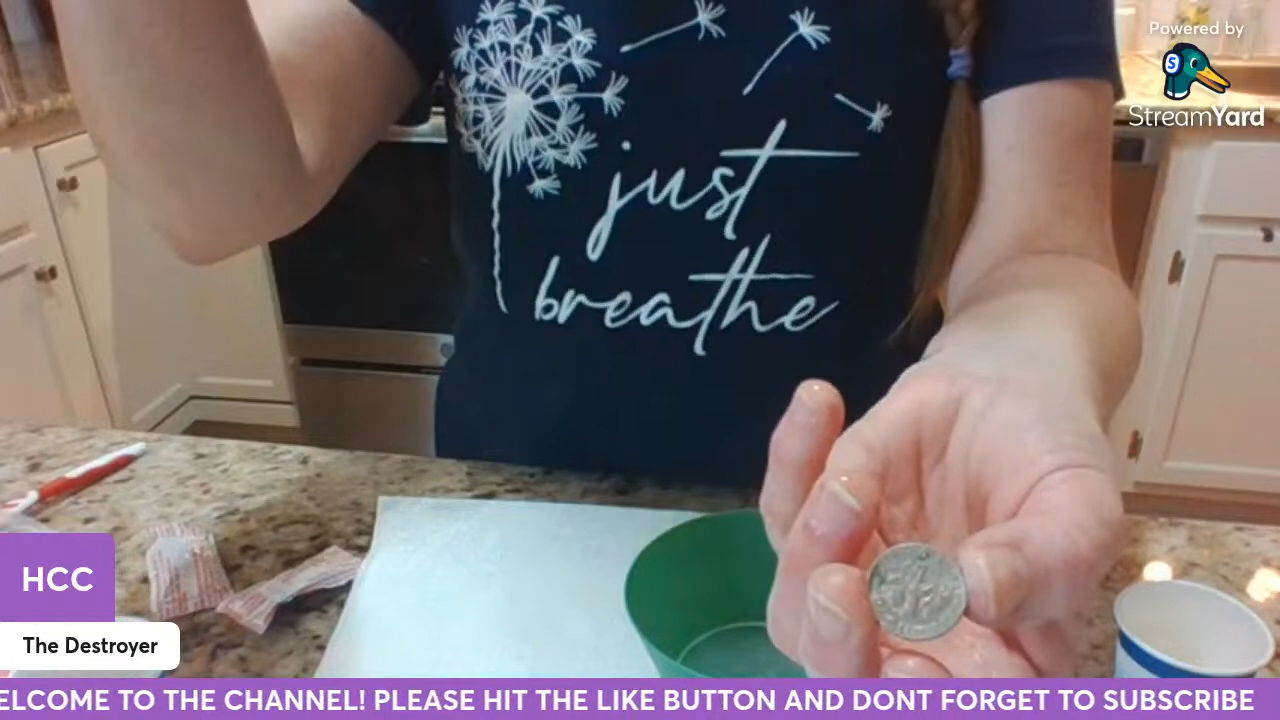 Powered by
StreamYard
just
breathe
HCC
The Destroyer
ELCOME TO THE CHANNEL! PLEASE HIT THE LIKE BUTTON AND DONT FORGET TO SUBSCRIBE